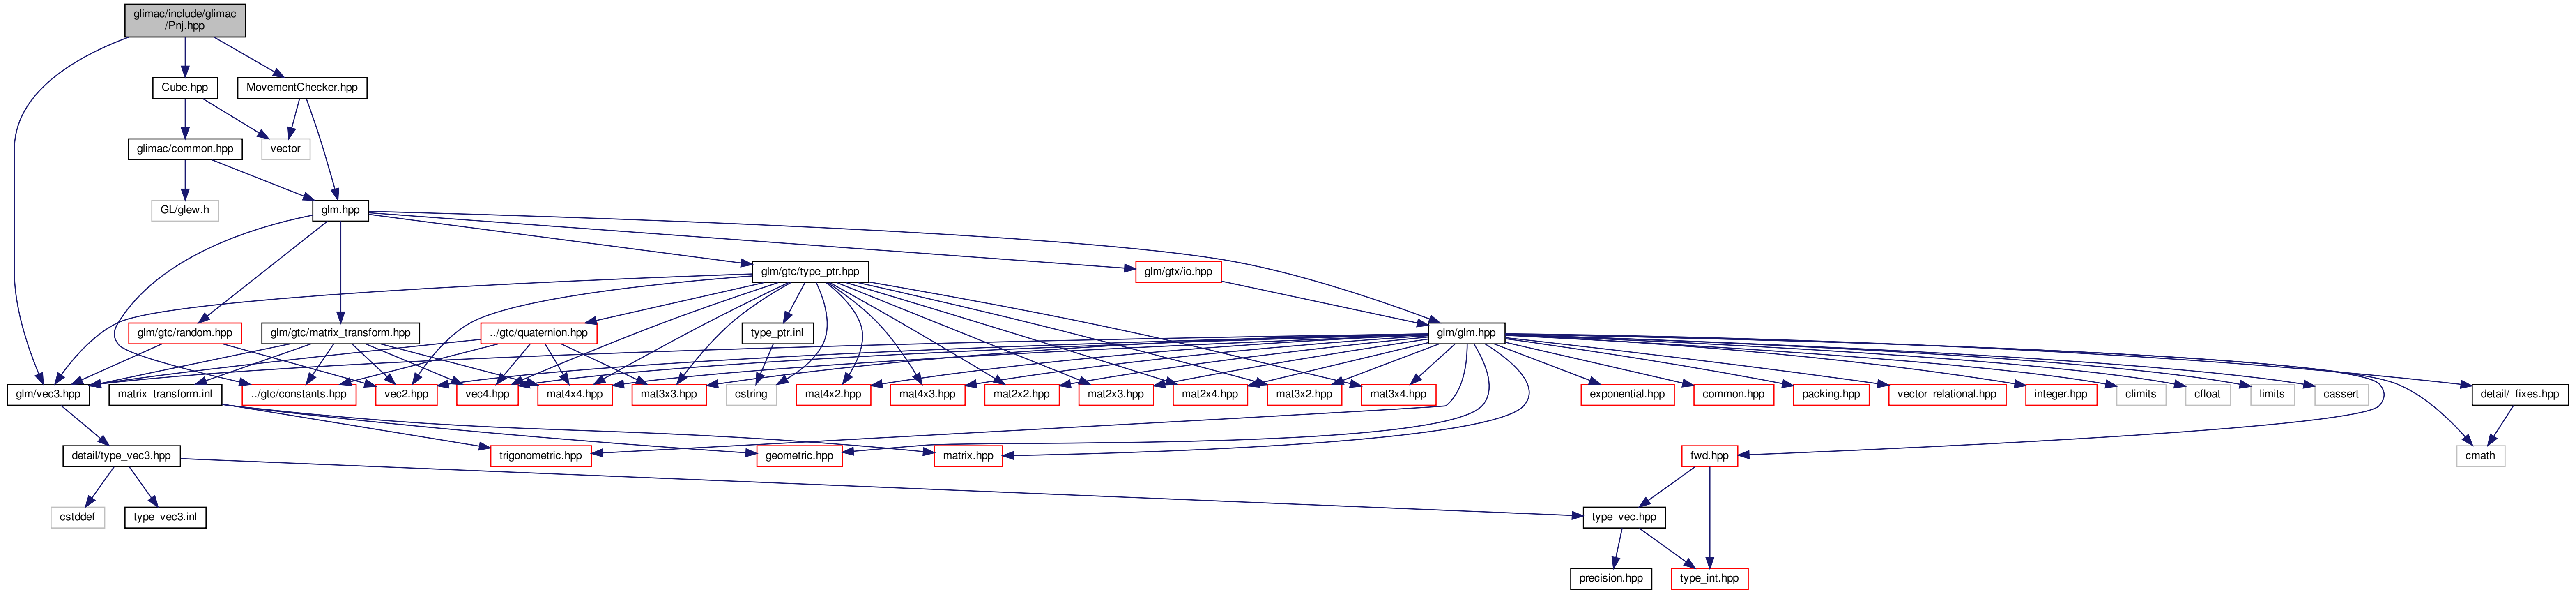 glimac/include/glimac
/Pnj.hpp
Cube.hpp
MovementChecker.hpp
glimac/common.hpp
vector
GL/glew.h
glm.hpp
glm/gtc/type_ptr.hpp
glm/gtx/io.hpp
glm/gtc/random.hpp
glm/gtc/matrix_transform.hpp
../gtc/quaternion.hpp
type_ptr.inl
glm/glm.hpp
glm/vec3.hpp
matrix_transform.inl
../gtc/constants.hpp
vec2.hpp
vec4.hpp
mat4x4.hpp
mat3x3.hpp
cstring
mat4x2.hpp
mat4x3.hpp
mat2x2.hpp
mat2x3.hpp
mat2x4.hpp
mat3x2.hpp
mat3x4.hpp
exponential.hpp
common.hpp
packing.hpp
vector_relational.hpp
integer.hpp
climits
cfloat
limits
cassert
detail/_fixes.hpp
detail/type_vec3.hpp
trigonometric.hpp
geometric.hpp
matrix.hpp
fwd.hpp
cmath
cstddef
type_vec3.inl
type_vec.hpp
precision.hpp
type_int.hpp